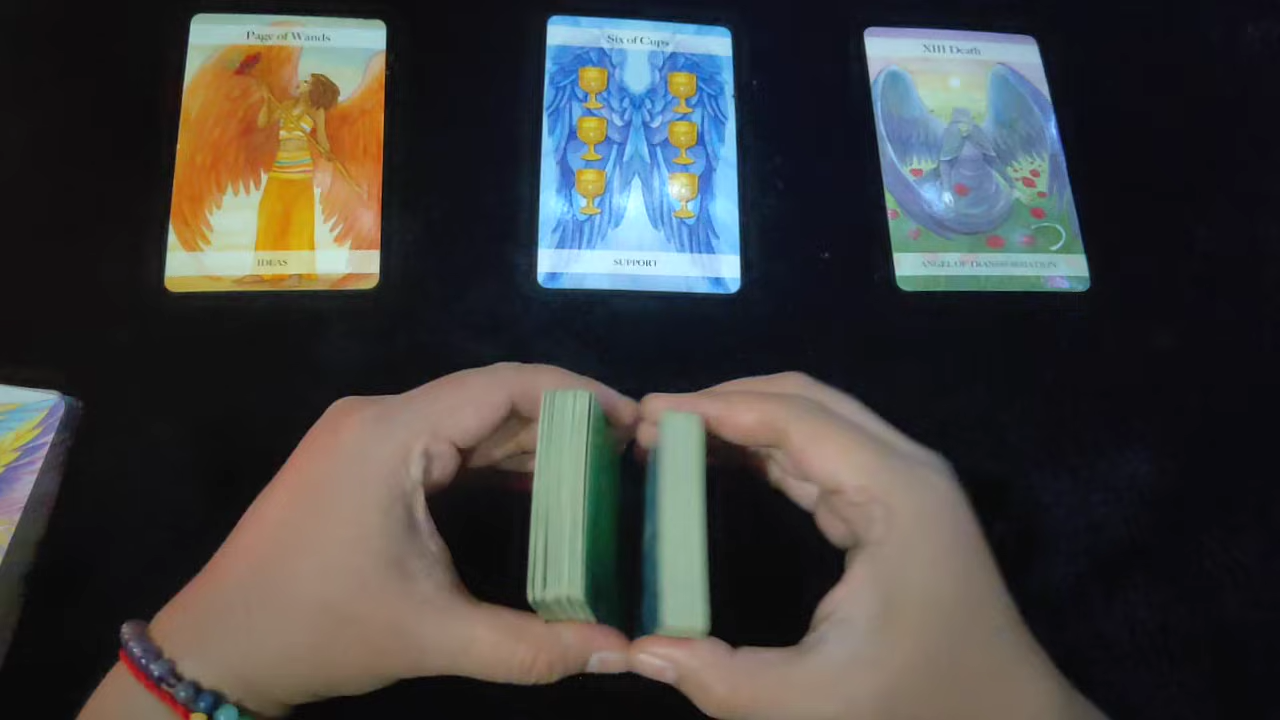 Page of Wands
IDEAS
Six of Cups
SUPPORT
XIII Death
ANGEL OF TRANSFORMATION